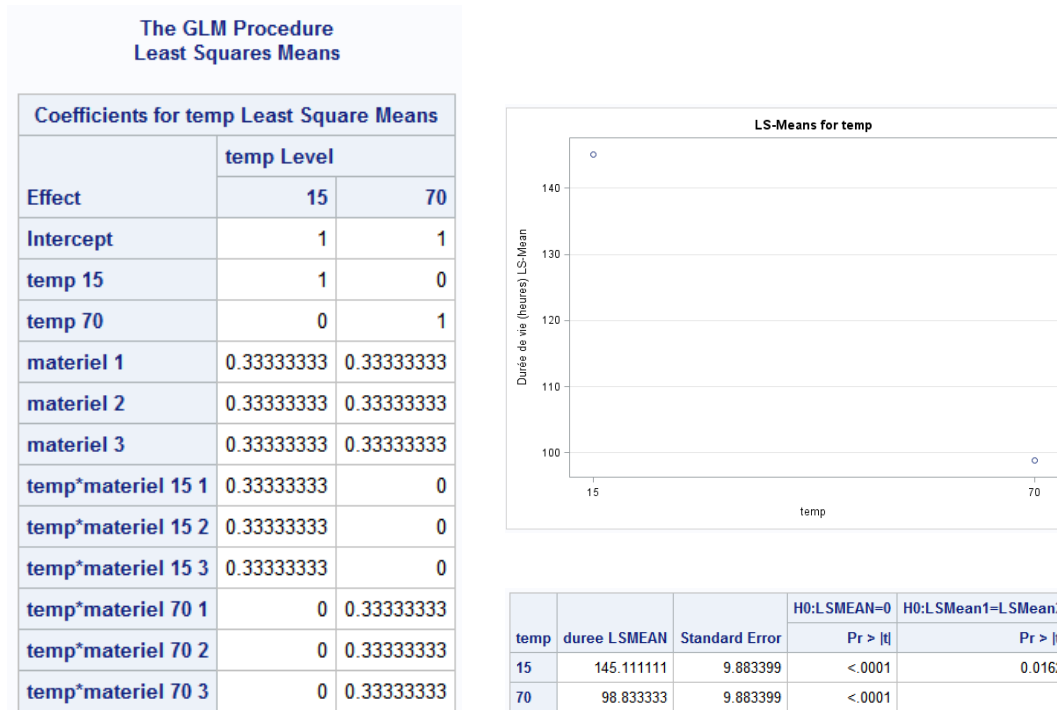 The GLM Procedure
Least Squares Means
Coefficients for temp Least Square Means
temp Level
Effect 15 70
Intercept 1 1
temp 15 1 0
temp 70 0 1
materiel 1 0.33333333 0.33333333
materiel 2 0.33333333 0.33333333
materiel 3 0.33333333 0.33333333
temp*materiel 15 1 0.33333333 0
temp*materiel 15 2 0.33333333 0
temp*materiel 15 3 0.33333333 0
temp*materiel 70 1 0 0.33333333
temp*materiel 70 2 0 0.33333333
temp*materiel 70 3 0 0.33333333
LS-Means for temp
Durée de vie (heures) LS-Mean
140
130
120
110
100
15 70
temp
H0:LSMEAN=0 H0:LSMean1=LSMean2
temp duree LSMEAN Standard Error Pr > |t| Pr > |t|
15 145.111111 9.883399 <.0001 0.0162
70 98.833333 9.883399 <.0001